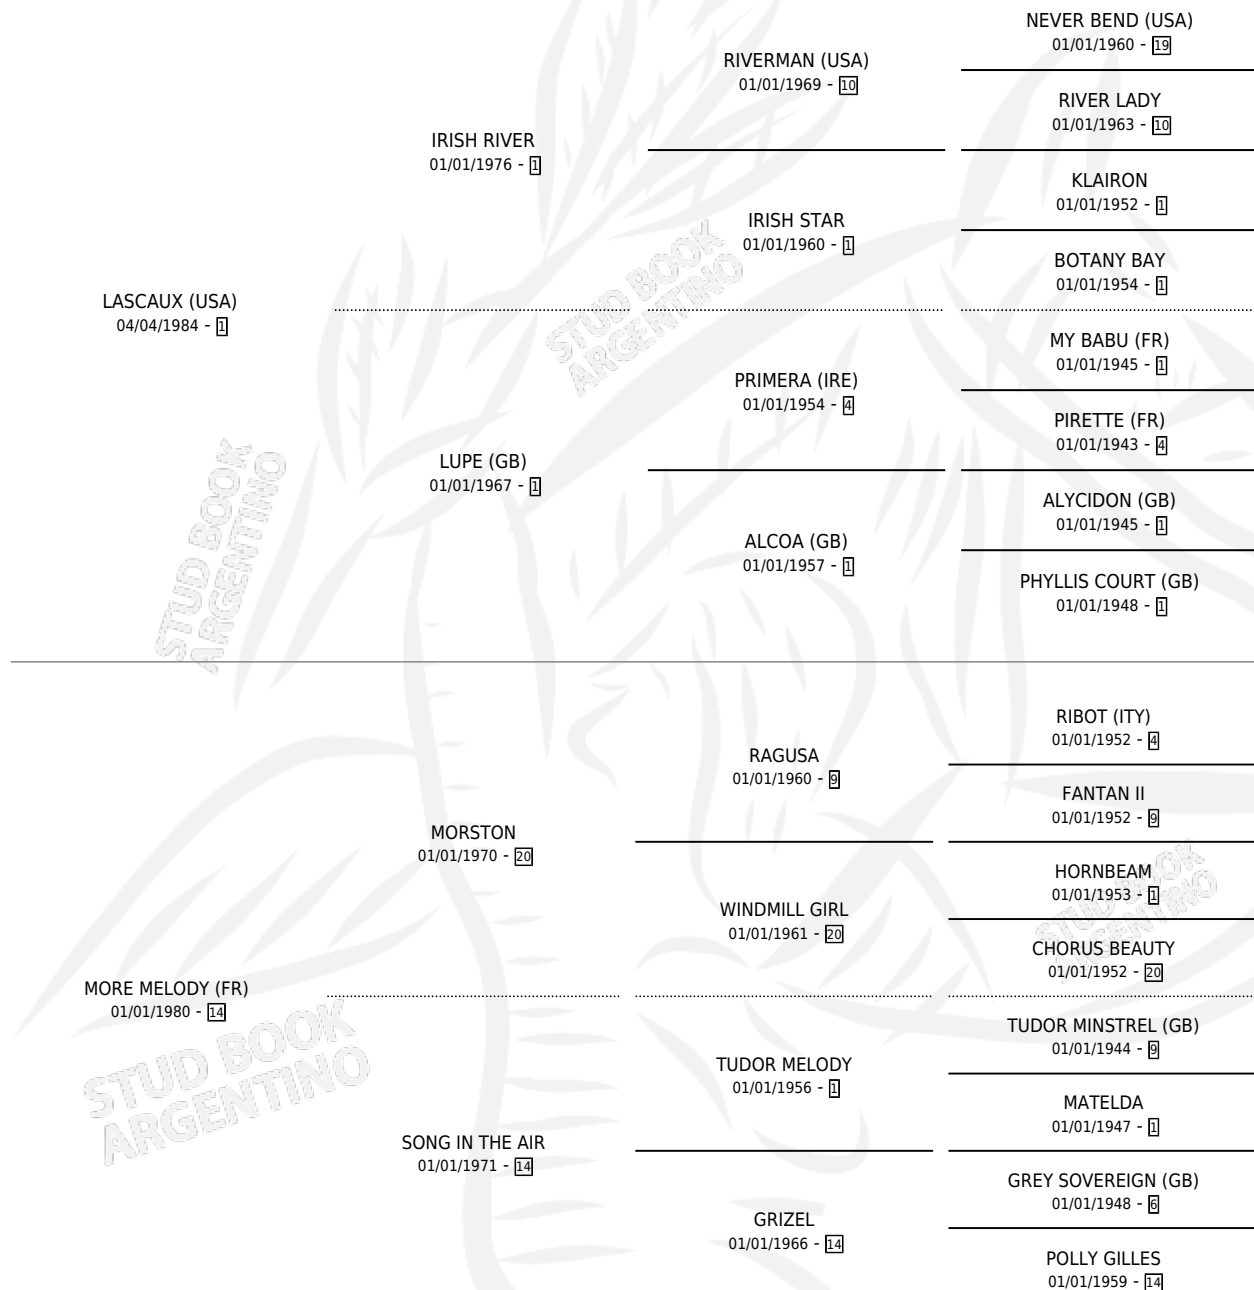 NEVER BEND (USA)
01/01/1960 - 19
RIVERMAN (USA)
01/01/1969 - 10
RIVER LADY
01/01/1963 - 10
IRISH RIVER
01/01/1976 - 1
KLAIRON
01/01/1952 - 1
IRISH STAR
01/01/1960 - 1
BOTANY BAY
01/01/1954 - 1
LASCAUX (USA)
04/04/1984 - 1
STUD BOOK
ARGENTINO
MY BABU (FR)
01/01/1945 - 1
PRIMERA (IRE)
01/01/1954 - 4
PIRETTE (FR)
01/01/1943 - 4
LUPE (GB)
01/01/1967 - 1
ALYCIDON (GB)
01/01/1945 - 1
ALCOA (GB)
01/01/1957 - 1
PHYLLIS COURT (GB)
01/01/1948 - 1
STUD BOOK
ARGENTINO
RIBOT (ITY)
01/01/1952 - 4
RAGUSA
01/01/1960 - 9
FANTAN II
01/01/1952 - 9
MORSTON
01/01/1970 - 20
HORNBEAM
01/01/1953 - 1
WINDMILL GIRL
01/01/1961 - 20
CHORUS BEAUTY
01/01/1952 - 20
STUD BOOK
ARGENTINO
MORE MELODY (FR)
01/01/1980 - 14
TUDOR MINSTREL (GB)
01/01/1944 - 9
TUDOR MELODY
01/01/1956 - 1
MATELDA
01/01/1947 - 1
STUD BOOK
ARGENTINO
SONG IN THE AIR
01/01/1971 - 14
GREY SOVEREIGN (GB)
01/01/1948 - 6
GRIZEL
01/01/1966 - 14
POLLY GILLES
01/01/1959 - 14